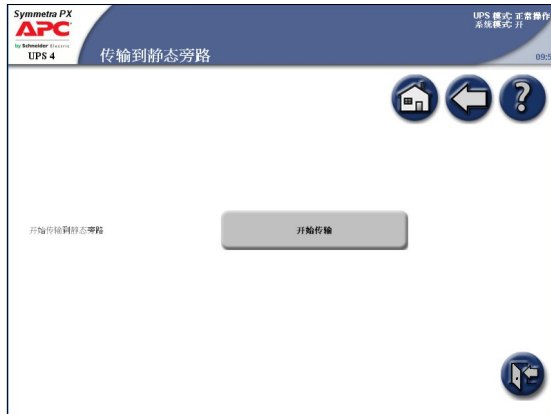 Symmetra PX
APC
by Schneider Electric
UPS 4
传输到静态旁路
UPS 模式: 正常操作
系统模式: 开
09:5
开始传输到静态旁路
开始传输